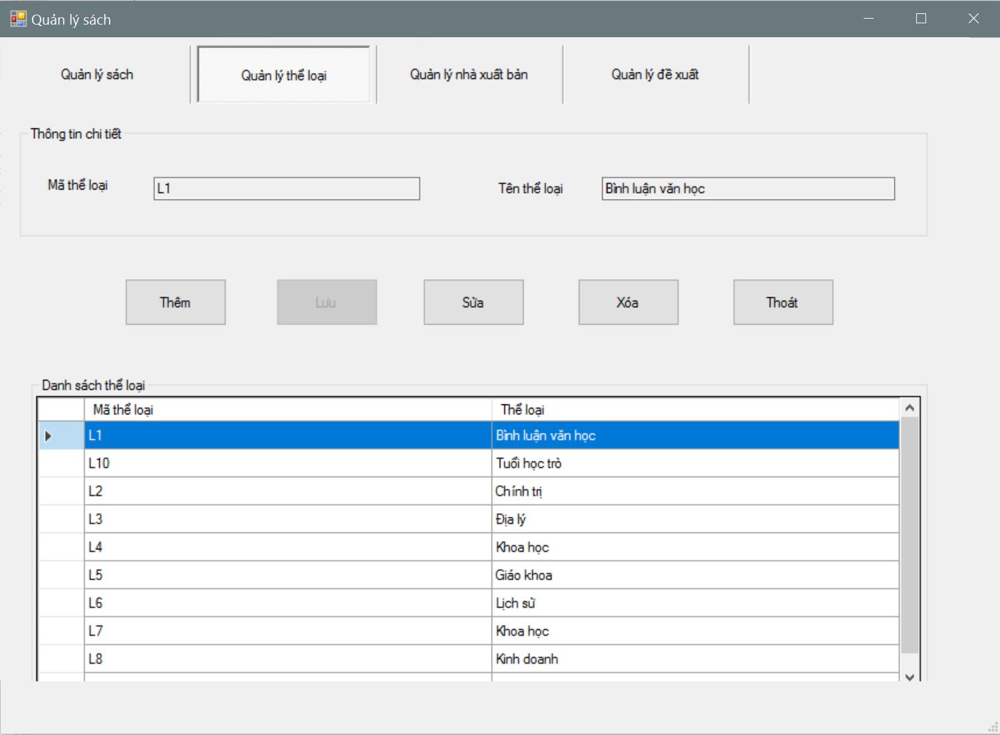 Quản lý sách
Quản lý sách Quản lý thể loại Quản lý nhà xuất bản Quản lý đề xuất
Thông tin chi tiết
Mã thể loại L1 Tên thể loại Bình luận văn học
Thêm Lưu Sửa Xóa Thoát
Danh sách thể loại
Mã thể loại Thể loại
L1 Bình luận văn học
L10 Tuổi học trò
L2 Chính trị
L3 Địa lý
L4 Khoa học
L5 Giáo khoa
L6 Lịch sử
L7 Khoa học
L8 Kinh doanh